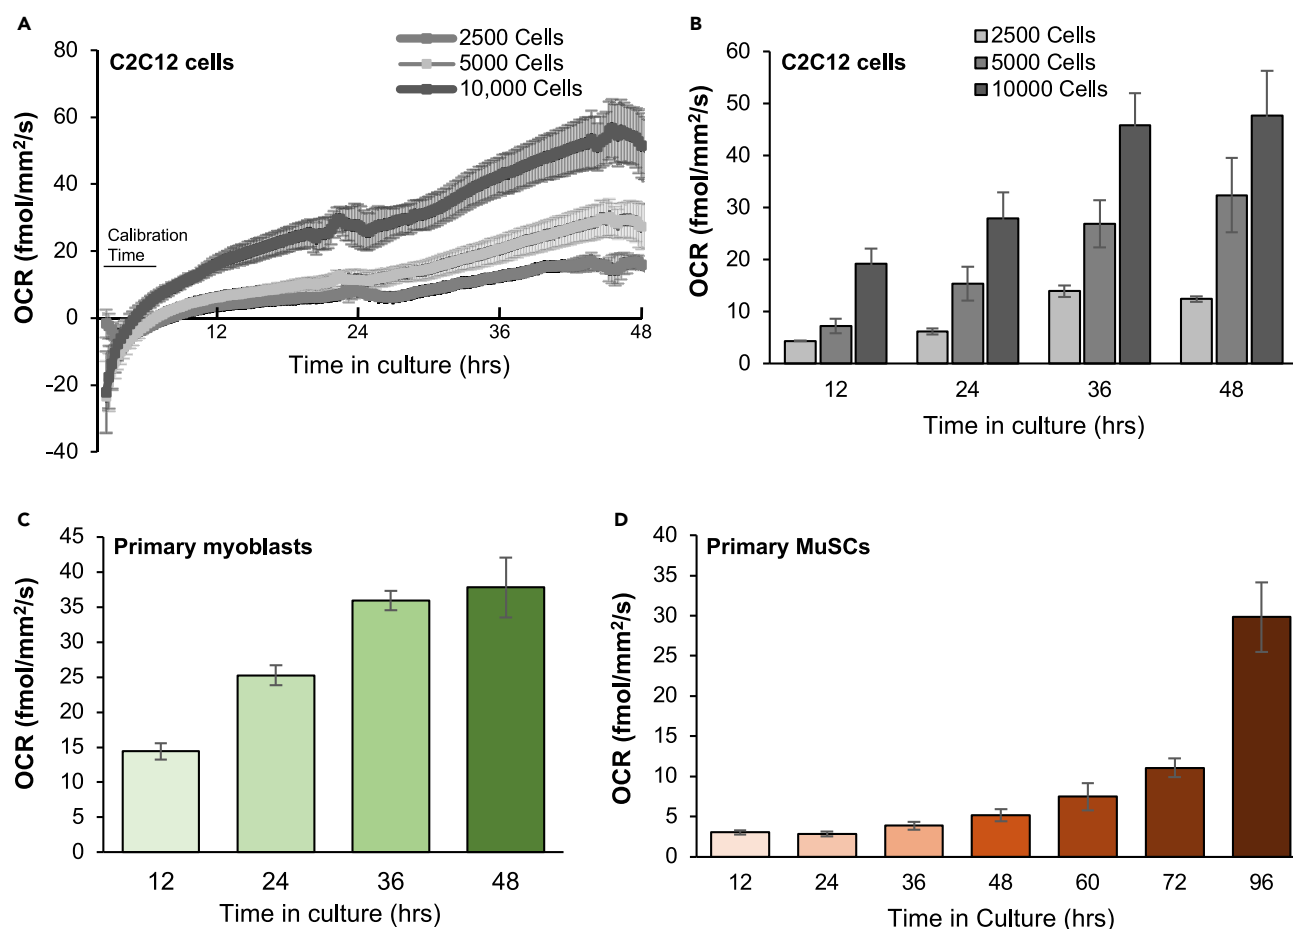 A
C2C12 cells
2500 Cells
5000 Cells
10,000 Cells
80
60
40
20
0
-20
-40
OCR (fmol/mm²/s)
Calibration
Time
12
24
36
48
Time in culture (hrs)
B
C2C12 cells
2500 Cells
5000 Cells
10000 Cells
60
50
40
30
20
10
0
OCR (fmol/mm²/s)
12
24
36
48
Time in culture (hrs)
C
Primary myoblasts
45
40
35
30
25
20
15
10
5
0
OCR (fmol/mm²/s)
12
24
36
48
Time in culture (hrs)
D
Primary MuSCs
40
35
30
25
20
15
10
5
0
OCR (fmol/mm²/s)
12
24
36
48
60
72
96
Time in Culture (hrs)